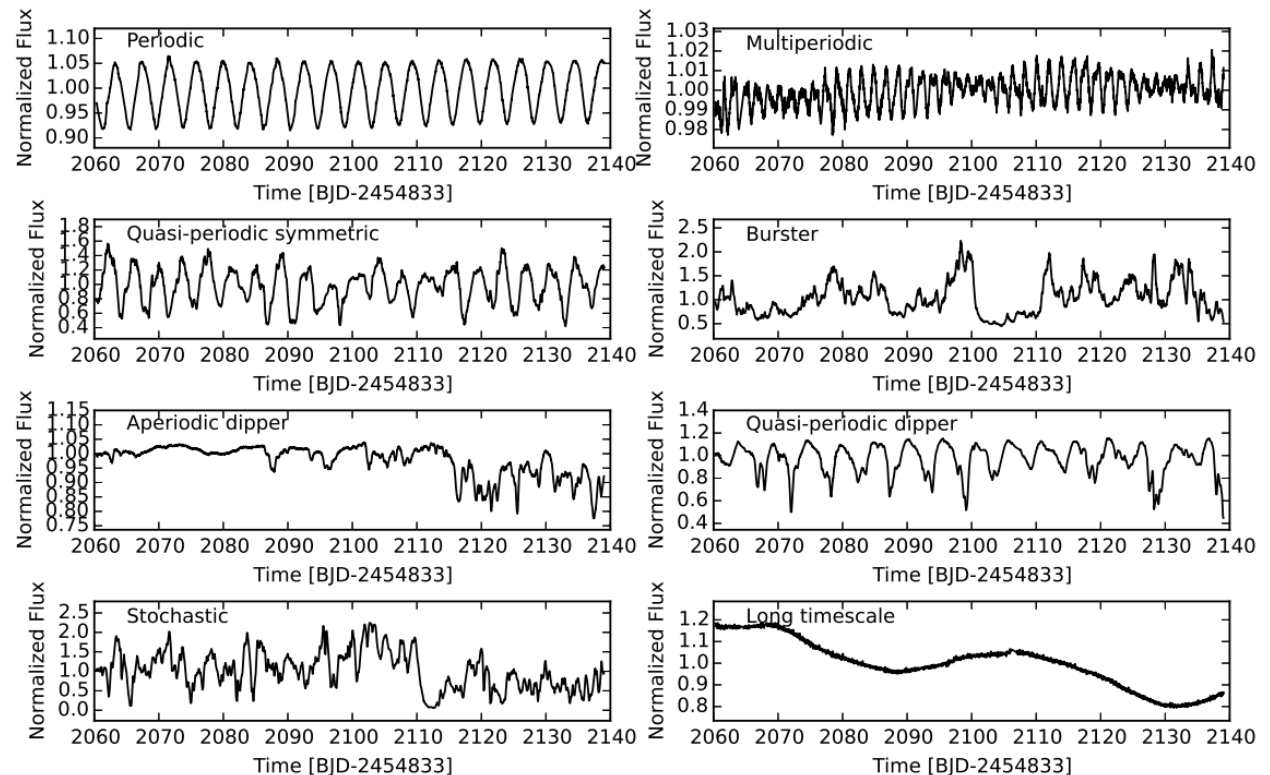 Periodic
Normalized Flux
1.10
1.05
1.00
0.95
0.90
2060 2070 2080 2090 2100 2110 2120 2130 2140
Time [BJD-2454833]
Multiperiodic
Normalized Flux
1.03
1.02
1.01
1.00
0.99
0.98
2060 2070 2080 2090 2100 2110 2120 2130 2140
Time [BJD-2454833]
Quasi-periodic symmetric
Normalized Flux
1.8
1.6
1.4
1.2
1.0
0.8
0.6
0.4
2060 2070 2080 2090 2100 2110 2120 2130 2140
Time [BJD-2454833]
Burster
Normalized Flux
2.5
2.0
1.5
1.0
0.5
2060 2070 2080 2090 2100 2110 2120 2130 2140
Time [BJD-2454833]
Aperiodic dipper
Normalized Flux
1.15
1.10
1.05
1.00
0.95
0.90
0.85
0.80
0.75
2060 2070 2080 2090 2100 2110 2120 2130 2140
Time [BJD-2454833]
Quasi-periodic dipper
Normalized Flux
1.4
1.2
1.0
0.8
0.6
0.4
2060 2070 2080 2090 2100 2110 2120 2130 2140
Time [BJD-2454833]
Stochastic
Normalized Flux
2.5
2.0
1.5
1.0
0.5
0.0
2060 2070 2080 2090 2100 2110 2120 2130 2140
Time [BJD-2454833]
Long timescale
Normalized Flux
1.2
1.1
1.0
0.9
0.8
2060 2070 2080 2090 2100 2110 2120 2130 2140
Time [BJD-2454833]